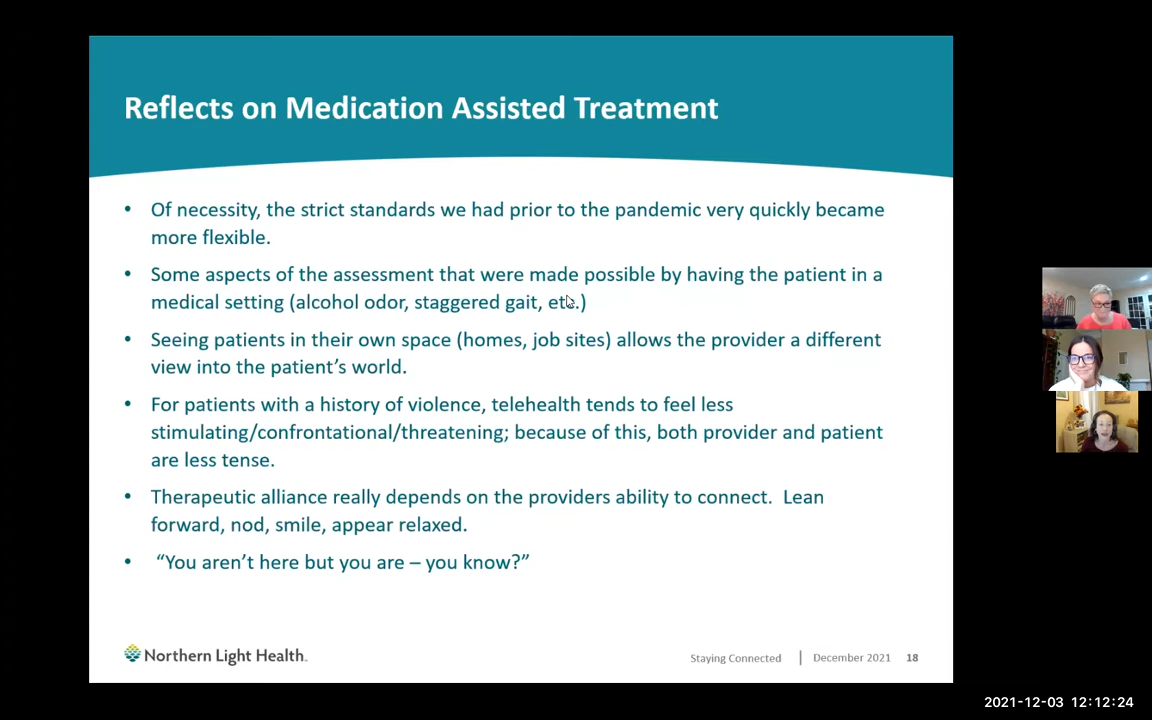 Reflects on Medication Assisted Treatment
• Of necessity, the strict standards we had prior to the pandemic very quickly became
more flexible.
• Some aspects of the assessment that were made possible by having the patient in a
medical setting (alcohol odor, staggered gait, etc.)
• Seeing patients in their own space (homes, job sites) allows the provider a different
view into the patient’s world.
• For patients with a history of violence, telehealth tends to feel less
stimulating/confrontational/threatening; because of this, both provider and patient
are less tense.
• Therapeutic alliance really depends on the providers ability to connect.  Lean
forward, nod, smile, appear relaxed.
• “You aren’t here but you are – you know?”
Northern Light Health.
Staying Connected | December 2021 18
2021-12-03 12:12:24